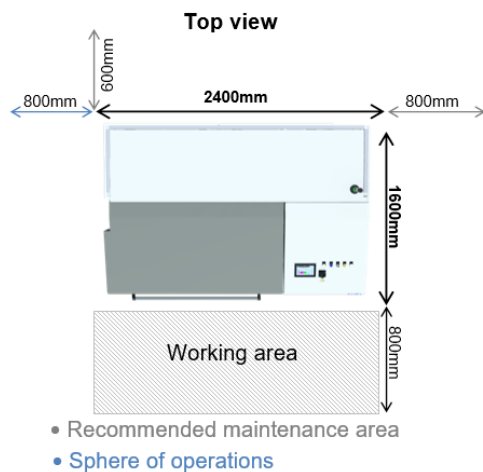 Top view
600mm
800mm
2400mm
800mm
1600mm
800mm
Working area
• Recommended maintenance area
• Sphere of operations